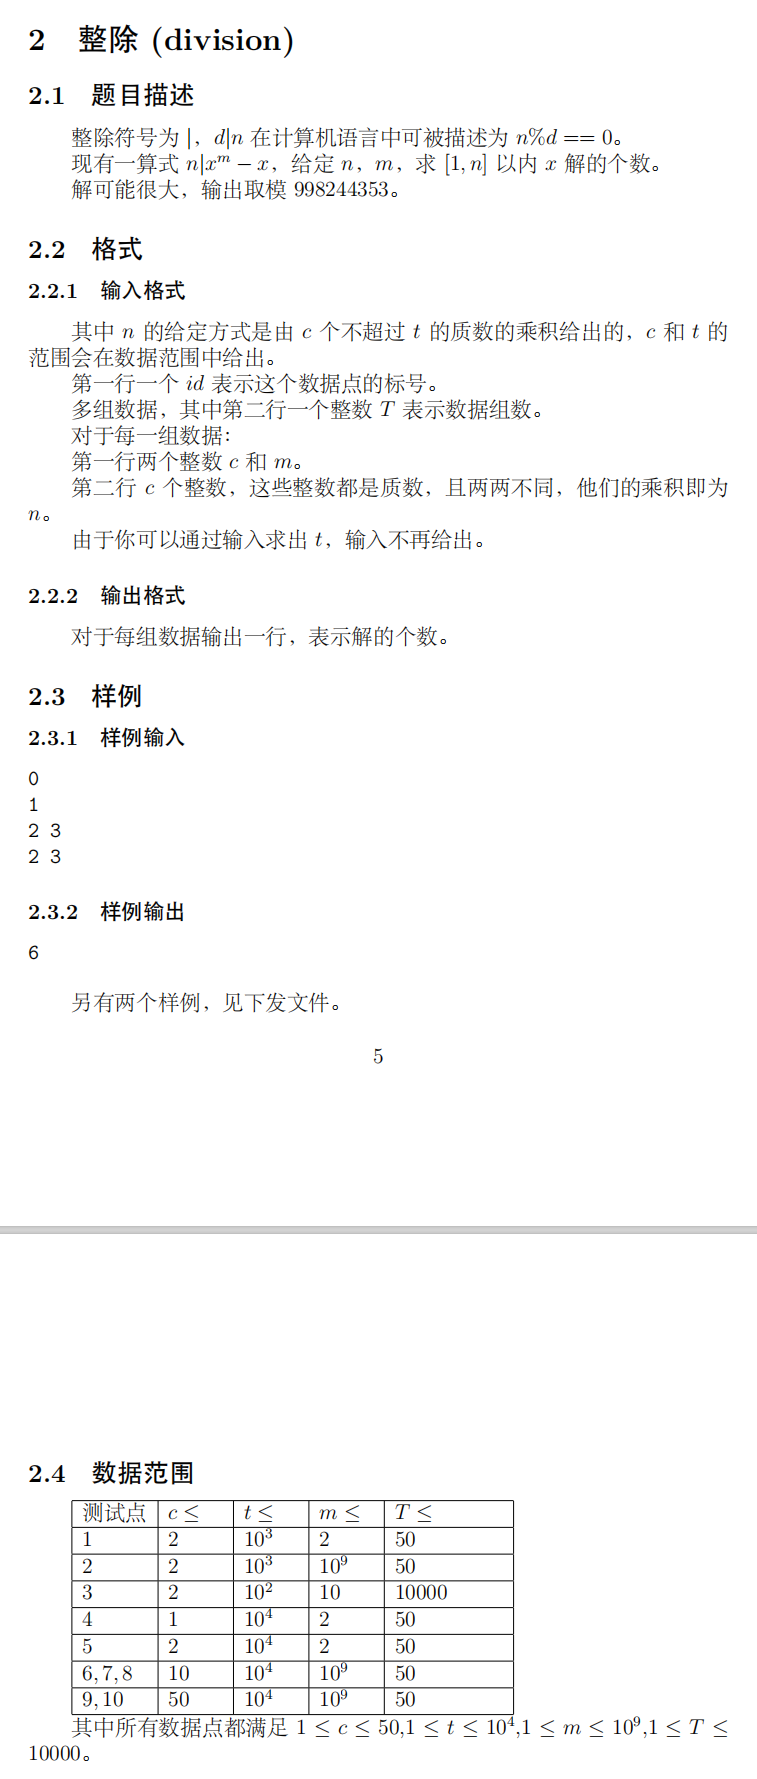 2 整除 (division)
2.1 题目描述
整除符号为 |，d|n 在计算机语言中可被描述为 n%d == 0。
现有一算式 n|x^m − x，给定 n，m，求 [1, n] 以内 x 解的个数。
解可能很大，输出取模 998244353。
2.2 格式
2.2.1 输入格式
其中 n 的给定方式是由 c 个不超过 t 的质数的乘积给出的，c 和 t 的
范围会在数据范围中给出。
第一行一个 id 表示这个数据点的标号。
多组数据，其中第二行一个整数 T 表示数据组数。
对于每一组数据：
第一行两个整数 c 和 m。
第二行 c 个整数，这些整数都是质数，且两两不同，他们的乘积即为
n。
由于你可以通过输入求出 t，输入不再给出。
2.2.2 输出格式
对于每组数据输出一行，表示解的个数。
2.3 样例
2.3.1 样例输入
0
1
2 3
2 3
2.3.2 样例输出
6
另有两个样例，见下发文件。
5
2.4 数据范围
测试点 c ≤ t ≤ m ≤ T ≤
1 2 10^3 2 50
2 2 10^3 10^9 50
3 2 10^2 10 10000
4 1 10^4 2 50
5 2 10^4 2 50
6, 7, 8 10 10^4 10^9 50
9, 10 50 10^4 10^9 50
其中所有数据点都满足 1 ≤ c ≤ 50,1 ≤ t ≤ 10^4,1 ≤ m ≤ 10^9,1 ≤ T ≤
10000。